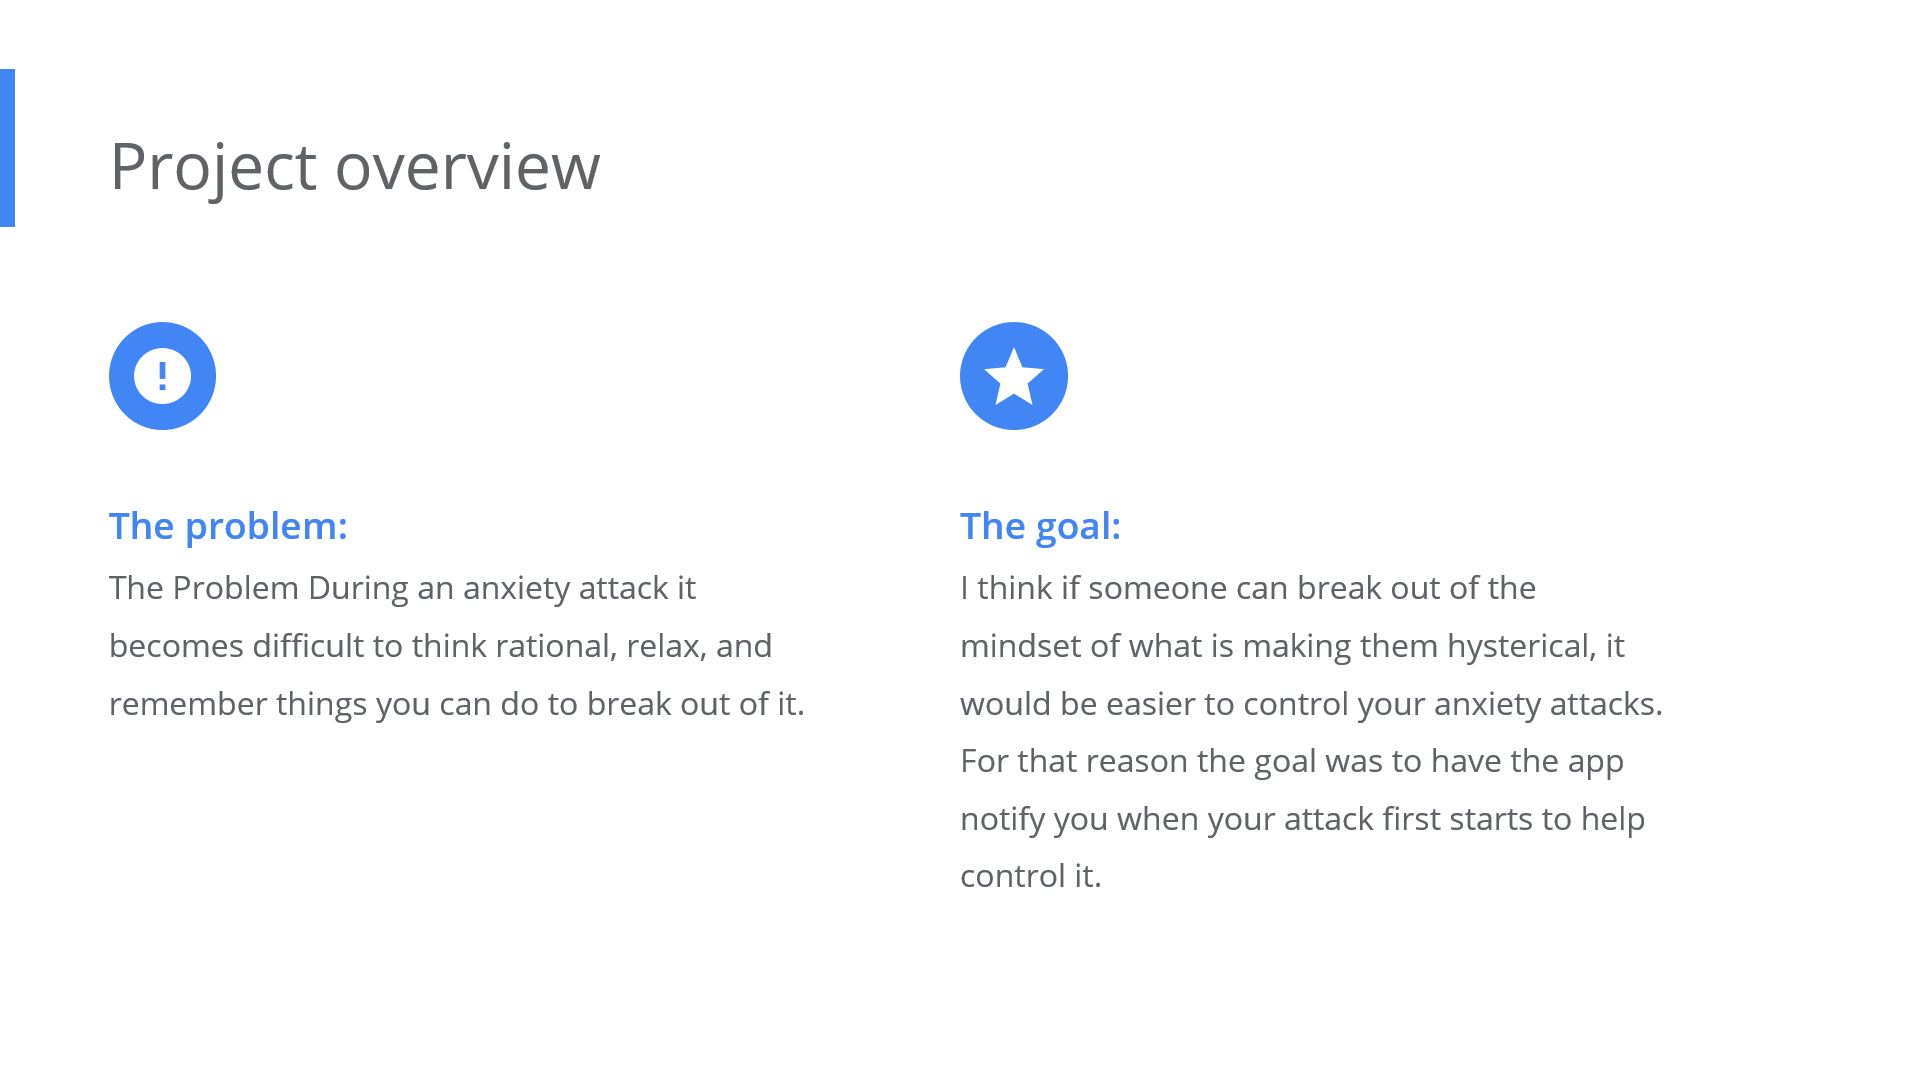 Project overview
The problem:
The Problem During an anxiety attack it
becomes difficult to think rational, relax, and
remember things you can do to break out of it.
The goal:
I think if someone can break out of the
mindset of what is making them hysterical, it
would be easier to control your anxiety attacks.
For that reason the goal was to have the app
notify you when your attack first starts to help
control it.